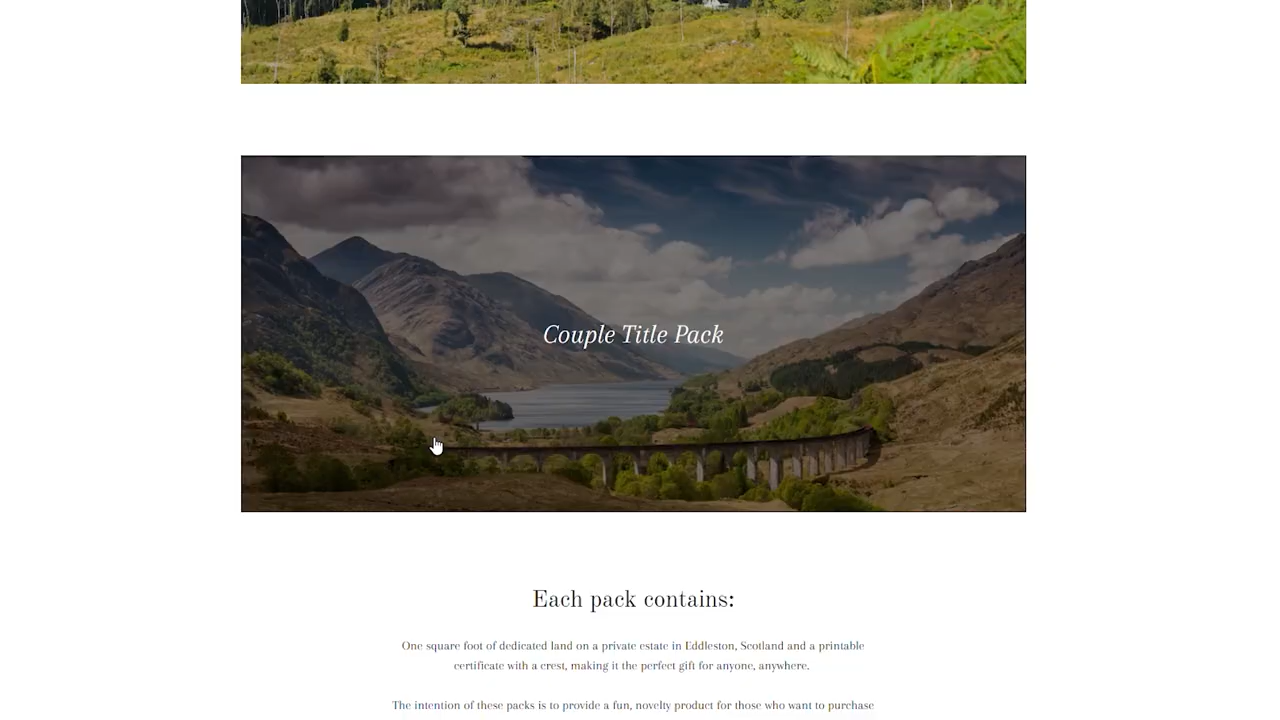 Couple Title Pack
Each pack contains:
One square foot of dedicated land on a private estate in Eddleston, Scotland and a printable
certificate with a crest, making it the perfect gift for anyone, anywhere.
The intention of these packs is to provide a fun, novelty product for those who want to purchase